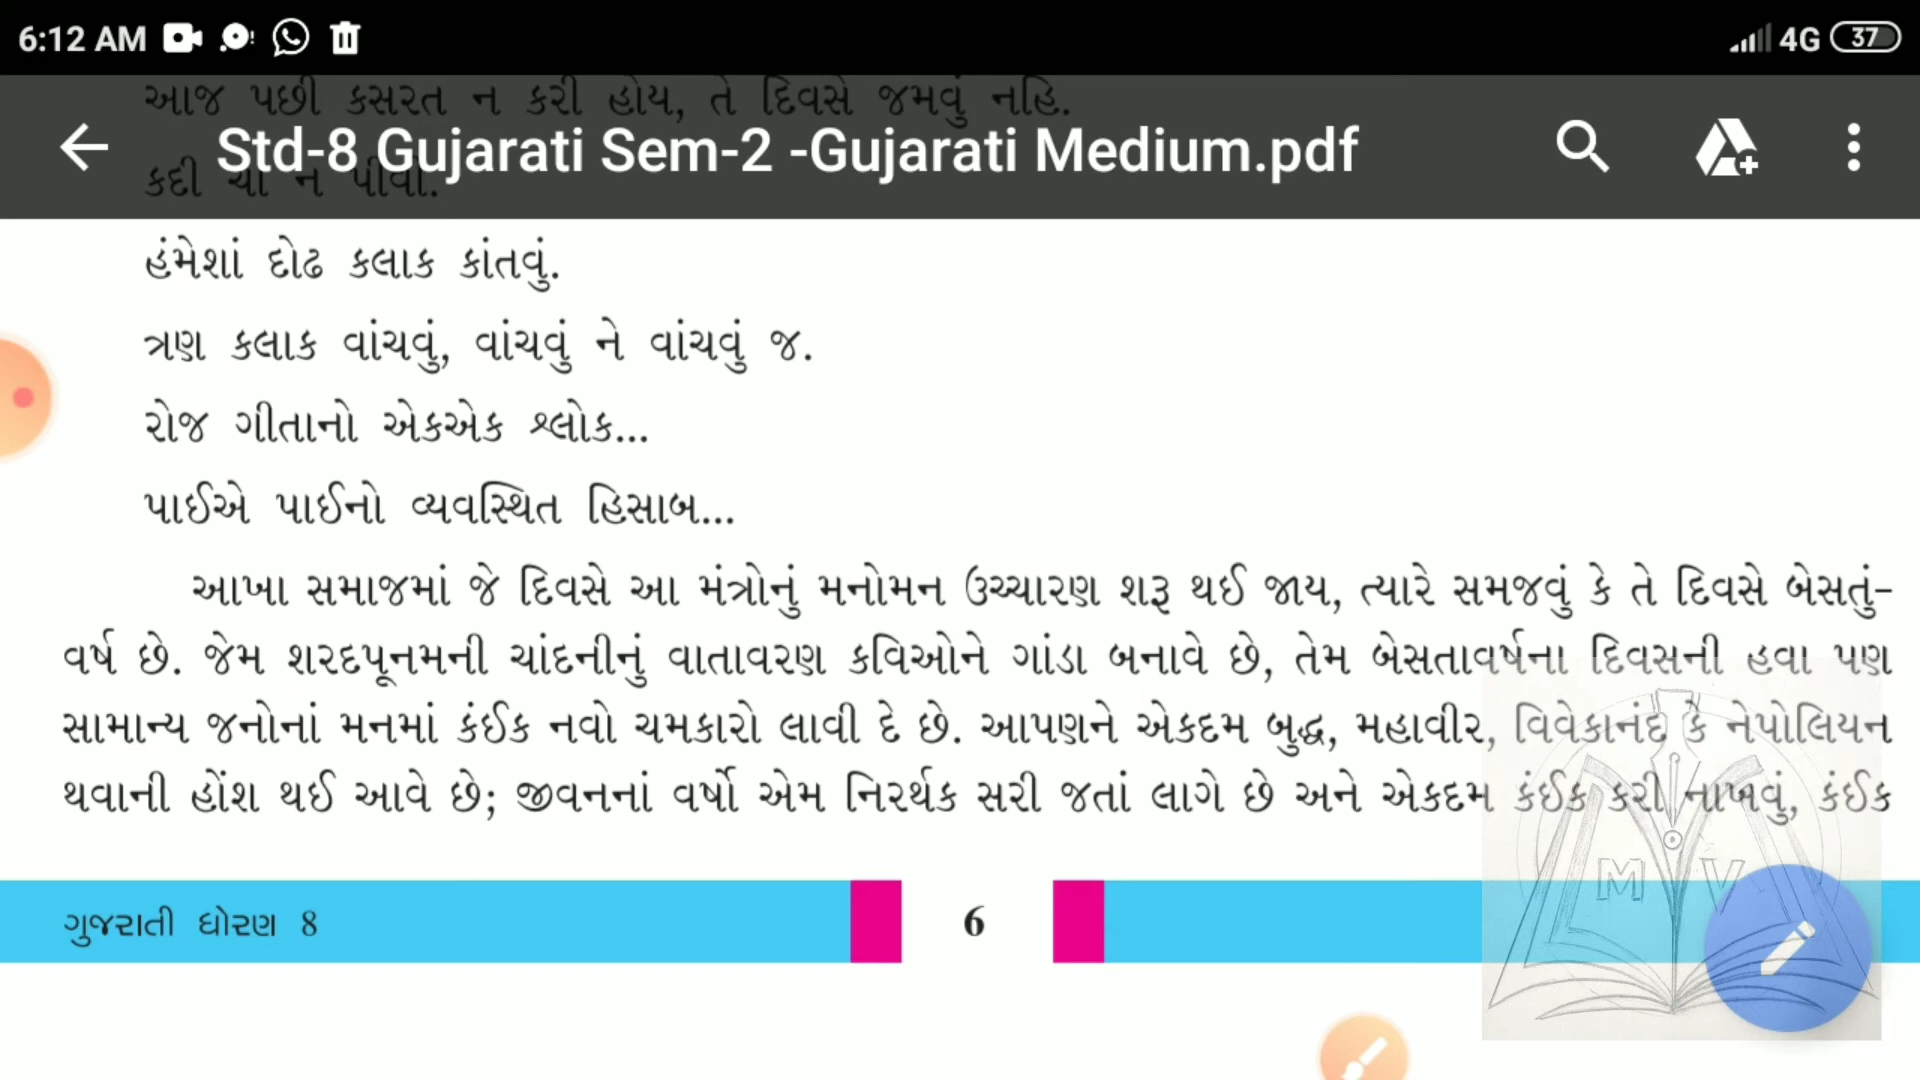 6:12 AM
4G 37
આજ પછી કસરત ન કરી હોય, તે દિવસે જમવું નહિ.
Std-8 Gujarati Sem-2 -Gujarati Medium.pdf
કદી ચા ન પીવી.
હંમેશાં દોઢ કલાક કાંતવું.
ત્રણ કલાક વાંચવું, વાંચવું ને વાંચવું જ.
રોજ ગીતાનો એકએક શ્લોક...
પાઈએ પાઈનો વ્યવસ્થિત હિસાબ...
આખા સમાજમાં જે દિવસે આ મંત્રોનું મનોમન ઉચ્ચારણ શરૂ થઈ જાય, ત્યારે સમજવું કે તે દિવસે બેસતું-
વર્ષ છે. જેમ શરદપૂનમની ચાંદનીનું વાતાવરણ કવિઓને ગાંડા બનાવે છે, તેમ બેસતાવર્ષના દિવસની હવા પણ
સામાન્ય જનોનાં મનમાં કંઈક નવો ચમકારો લાવી દે છે. આપણને એકદમ બુદ્ધ, મહાવીર, વિવેકાનંદ કે નેપોલિયન
થવાની હોંશ થઈ આવે છે; જીવનનાં વર્ષો એમ નિરર્થક સરી જતાં લાગે છે અને એકદમ કંઈક કરી નાખવું, કંઈક
M V
ગુજરાતી ધોરણ 8
6